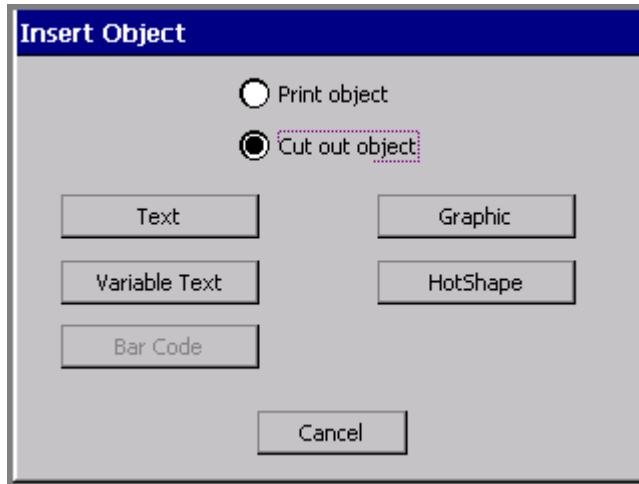 Insert Object
Print object
Cut out object
Text
Graphic
Variable Text
HotShape
Bar Code
Cancel